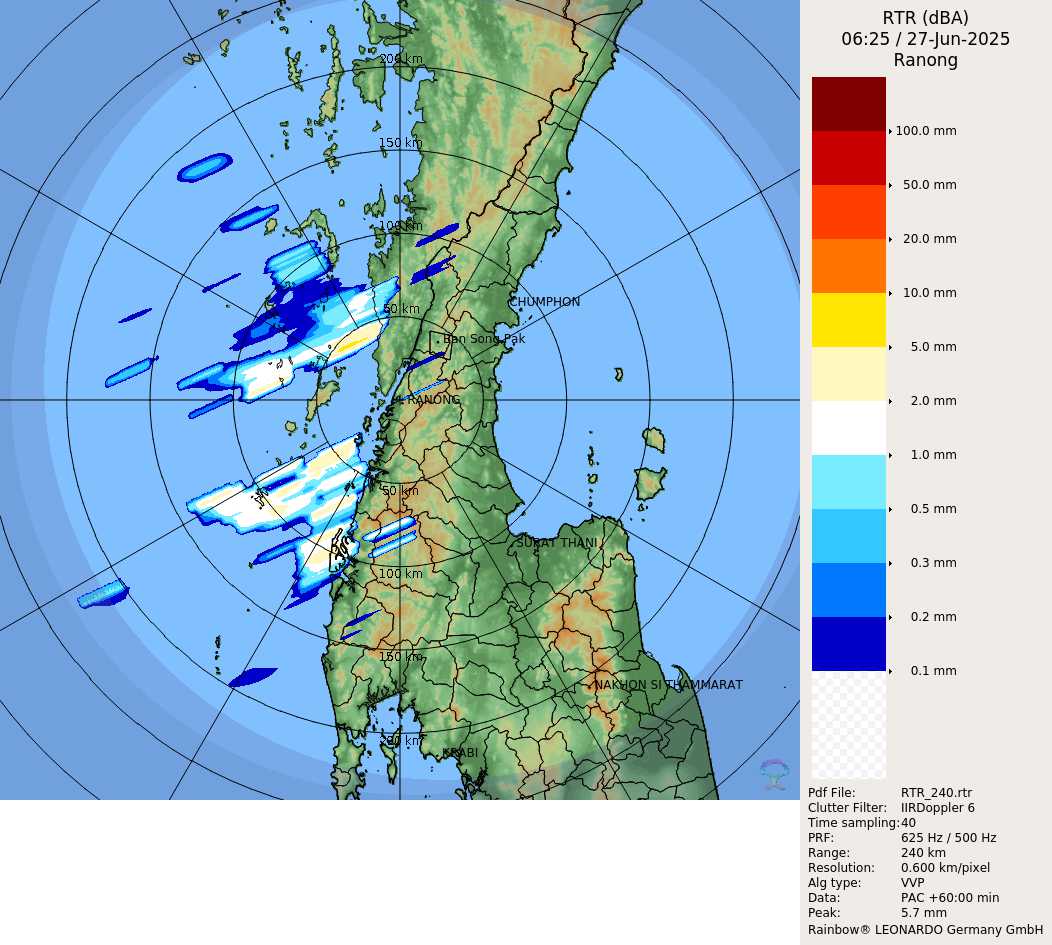 RTR (dBA)
06:25 / 27-Jun-2025
Ranong
200 km
150 km
100 km
50 km
CHUMPHON
Ban Song Pak
RANONG
50 km
SURAT THANI
100 km
150 km
NAKHON SI THAMMARAT
200 km
KRABI
100.0 mm
50.0 mm
20.0 mm
10.0 mm
5.0 mm
2.0 mm
1.0 mm
0.5 mm
0.3 mm
0.2 mm
0.1 mm
Pdf File: RTR_240.rtr
Clutter Filter: IIRDoppler 6
Time sampling:40
PRF: 625 Hz / 500 Hz
Range: 240 km
Resolution: 0.600 km/pixel
Alg type: VVP
Data: PAC +60:00 min
Peak: 5.7 mm
Rainbow® LEONARDO Germany GmbH